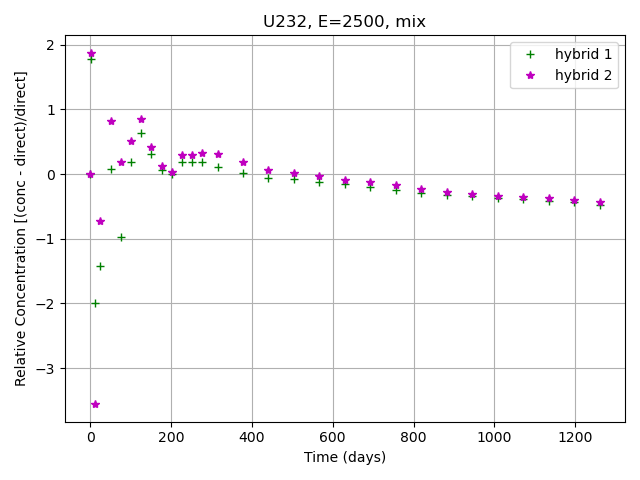 U232, E=2500, mix
hybrid 1
hybrid 2
Relative Concentration [(conc - direct)/direct]
2
1
0
−1
−2
−3
0 200 400 600 800 1000 1200
Time (days)